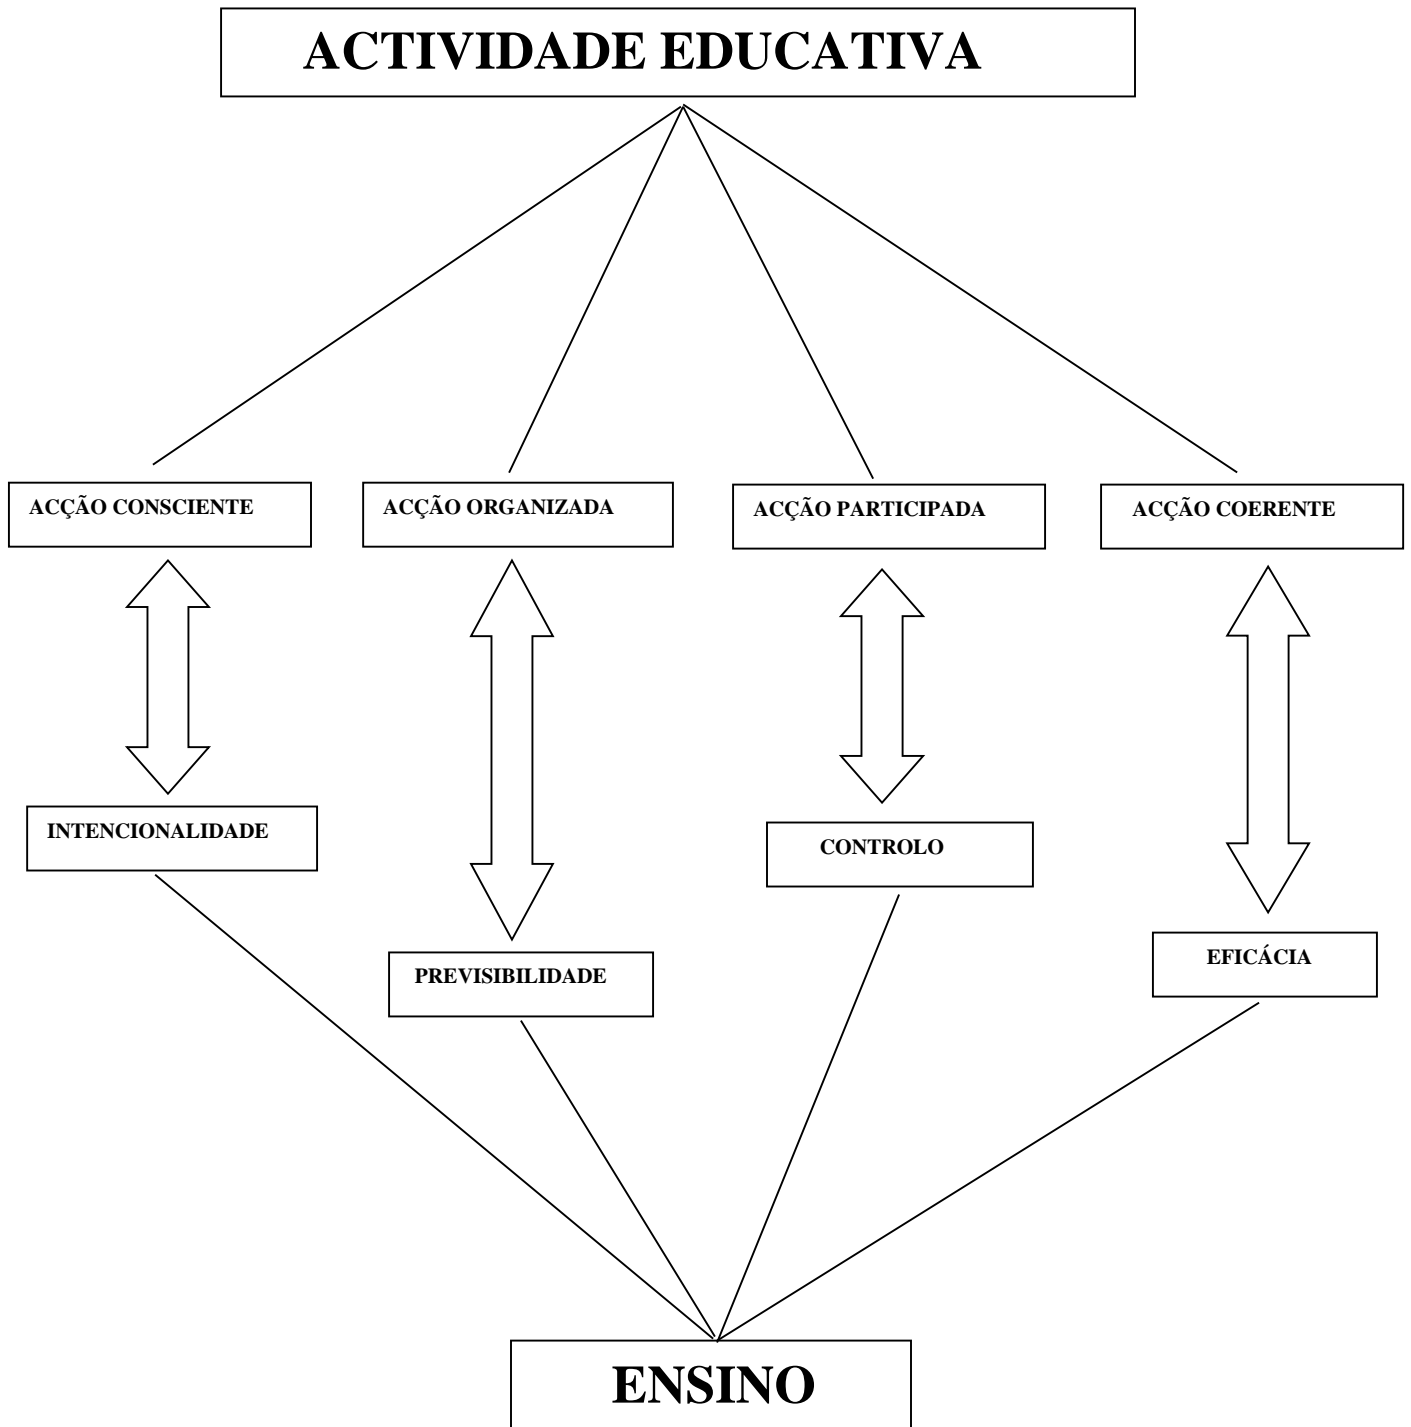 ACTIVIDADE EDUCATIVA
ACÇÃO CONSCIENTE
ACÇÃO ORGANIZADA
ACÇÃO PARTICIPADA
ACÇÃO COERENTE
INTENCIONALIDADE
CONTROLO
PREVISIBILIDADE
EFICÁCIA
ENSINO